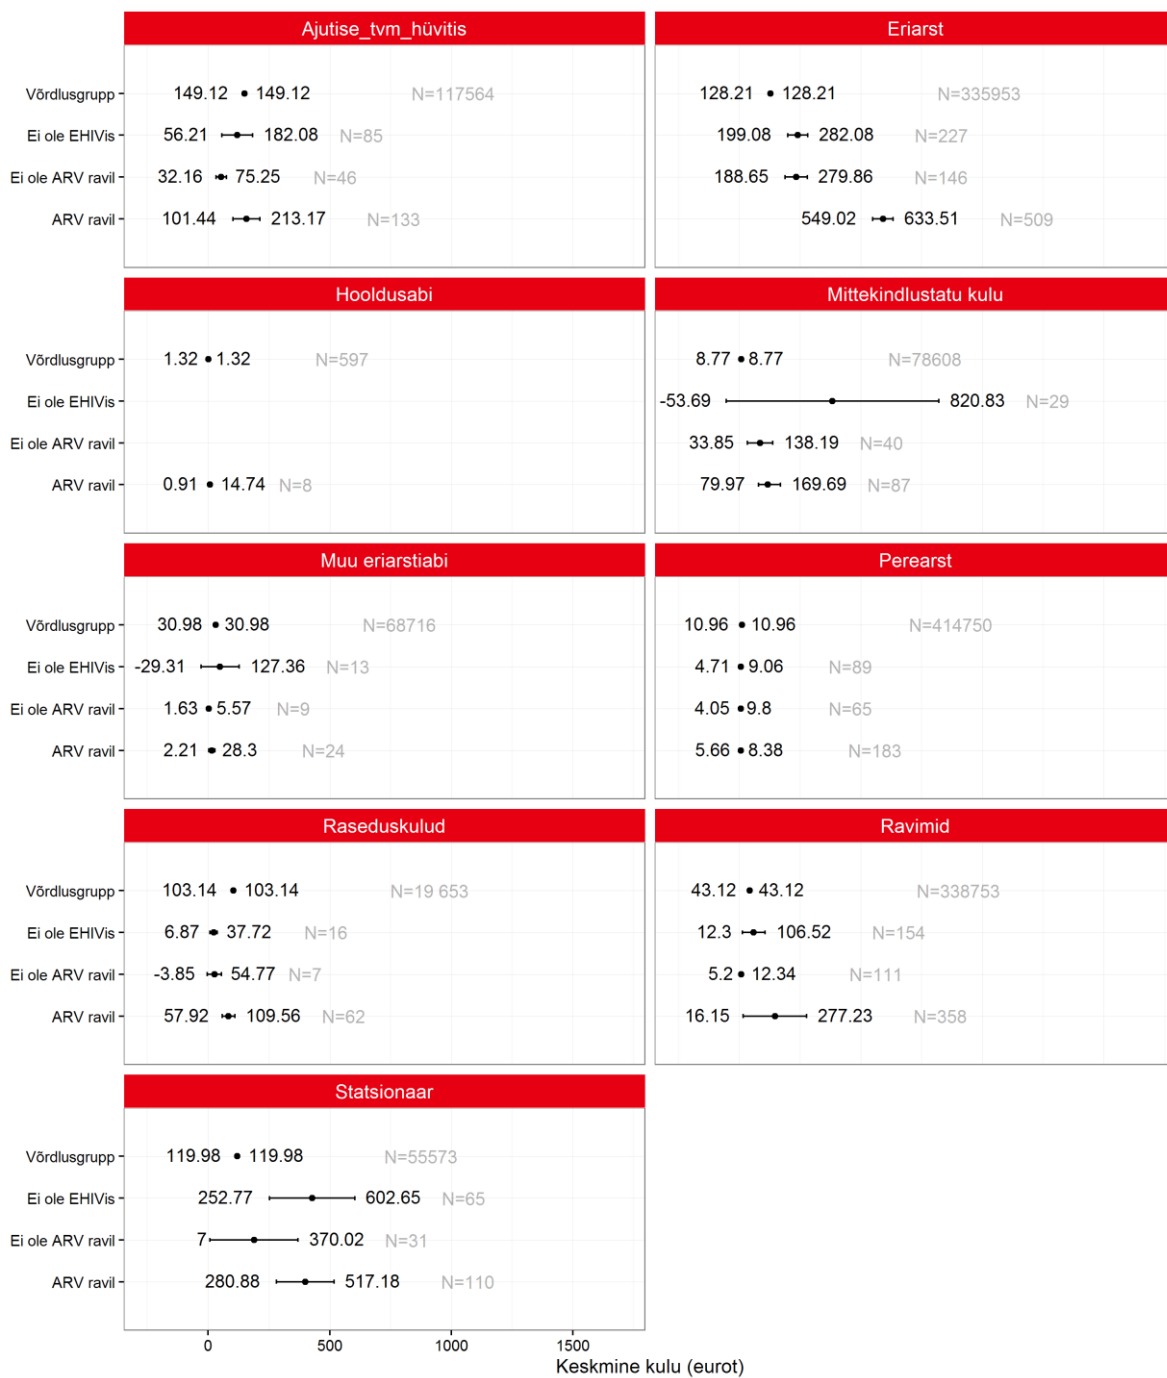 Ajutise_tvm_hüvitis
Võrdlusgrupp 149.12 149.12 N=117564
Ei ole EHIVis 56.21 182.08 N=85
Ei ole ARV ravil 32.16 75.25 N=46
ARV ravil 101.44 213.17 N=133
Eriarst
128.21 128.21 N=335953
199.08 282.08 N=227
188.65 279.86 N=146
549.02 633.51 N=509
Hooldusabi
Võrdlusgrupp 1.32 1.32 N=597
Ei ole EHIVis
Ei ole ARV ravil
ARV ravil 0.91 14.74 N=8
Mittekindlustatu kulu
8.77 8.77 N=78608
-53.69 820.83 N=29
33.85 138.19 N=40
79.97 169.69 N=87
Muu eriarstiabi
Võrdlusgrupp 30.98 30.98 N=68716
Ei ole EHIVis -29.31 127.36 N=13
Ei ole ARV ravil 1.63 5.57 N=9
ARV ravil 2.21 28.3 N=24
Perearst
10.96 10.96 N=414750
4.71 9.06 N=89
4.05 9.8 N=65
5.66 8.38 N=183
Raseduskulud
Võrdlusgrupp 103.14 103.14 N=19 653
Ei ole EHIVis 6.87 37.72 N=16
Ei ole ARV ravil -3.85 54.77 N=7
ARV ravil 57.92 109.56 N=62
Ravimid
43.12 43.12 N=338753
12.3 106.52 N=154
5.2 12.34 N=111
16.15 277.23 N=358
Statsionaar
Võrdlusgrupp 119.98 119.98 N=55573
Ei ole EHIVis 252.77 602.65 N=65
Ei ole ARV ravil 7 370.02 N=31
ARV ravil 280.88 517.18 N=110
0 500 1000 1500
Keskmine kulu (eurot)